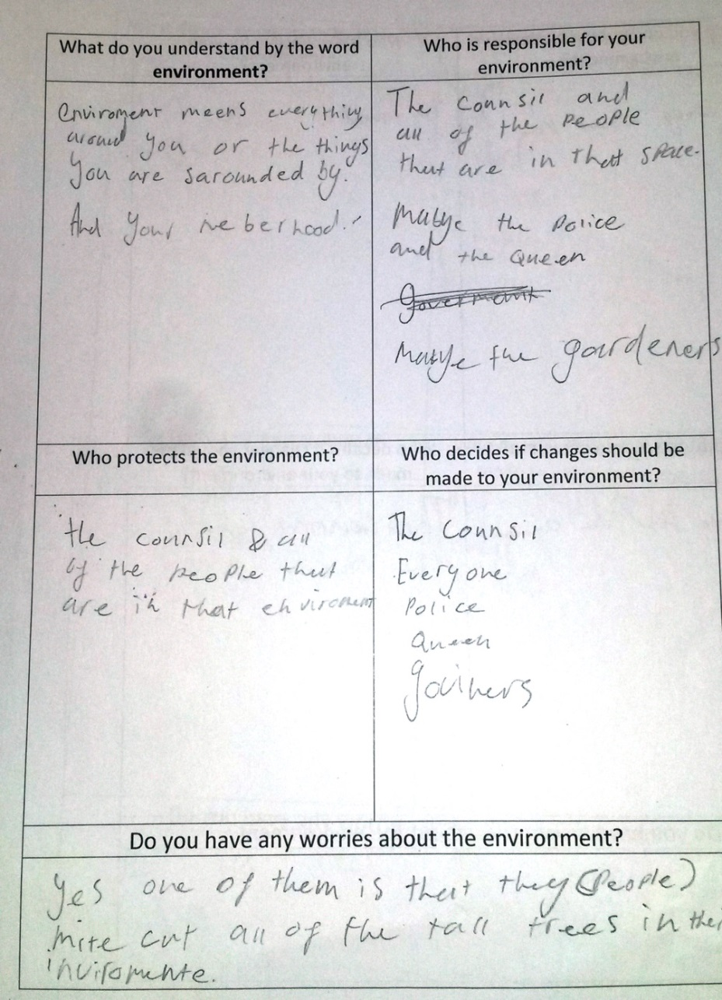 What do you understand by the word
environment?
Enviroment meens everything
around you or the things
you are sarounded by.
And your neberhood.
Who is responsible for your
environment?
The Counsil and
all of the people
that are in that space.
Mabye the police
and the Queen
Goverment
Mabye the gardeners
Who protects the environment?
the counsil & all
of the people that
are in that enviroment
Who decides if changes should be
made to your environment?
The Counsil
Everyone
Police
Queen
Do you have any worries about the environment?
Yes one of them is that they (People)
mite cut all of the tall trees in their
inviromente.